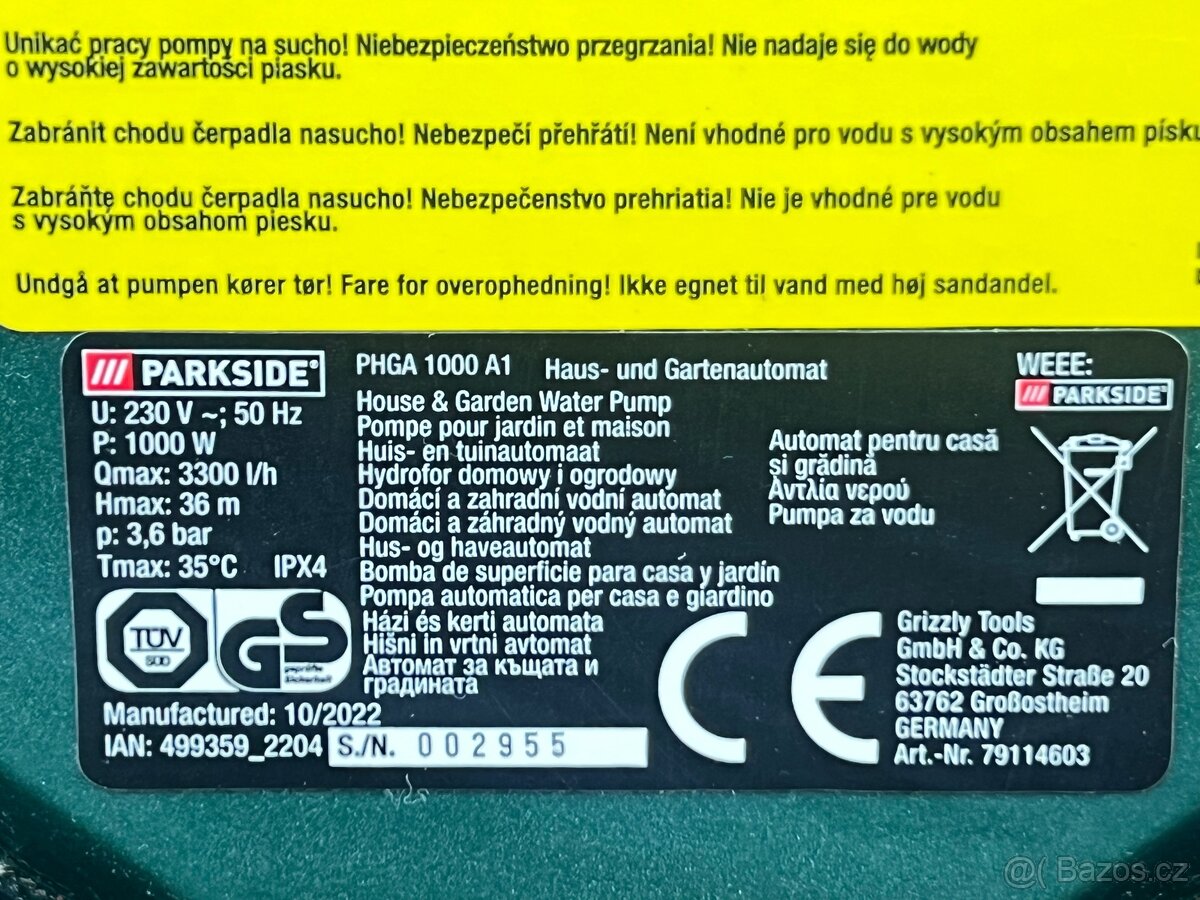 Unikać pracy pompy na sucho! Niebezpieczeństwo przegrzania! Nie nadaje się do wody
o wysokiej zawartości piasku.
Zabránit chodu čerpadla nasucho! Nebezpečí přehřátí! Není vhodné pro vodu s vysokým obsahem písku
Zabráňte chodu čerpadla nasucho! Nebezpečenstvo prehriatia! Nie je vhodné pre vodu
s vysokým obsahom piesku.
Undgå at pumpen kører tør! Fare for overophedning! Ikke egnet til vand med høj sandandel.
PARKSIDE®
U: 230 V ~; 50 Hz
P: 1000 W
Qmax: 3300 l/h
Hmax: 36 m
p: 3,6 bar
Tmax: 35°C IPX4
TÜV
SÜD
GS
geprüfte
Sicherheit
Manufactured: 10/2022
IAN: 499359_2204 S./N. 002955
PHGA 1000 A1 Haus- und Gartenautomat
House & Garden Water Pump
Pompe pour jardin et maison
Huis- en tuinautomaat
Hydrofor domowy i ogrodowy
Domácí a zahradní vodní automat
Domáci a záhradný vodný automat
Hus- og haveautomat
Bomba de superficie para casa y jardín
Pompa automatica per casa e giardino
Házi és kerti automata
Hišni in vrtni avtomat
Автомат за къщата и
градината
Automat pentru casă
și grădină
Αντλία νερού
Pumpa za vodu
WEEE:
PARKSIDE®
CE
Grizzly Tools
GmbH & Co. KG
Stockstädter Straße 20
63762 Großostheim
GERMANY
Art.-Nr. 79114603
@( Bazos.cz